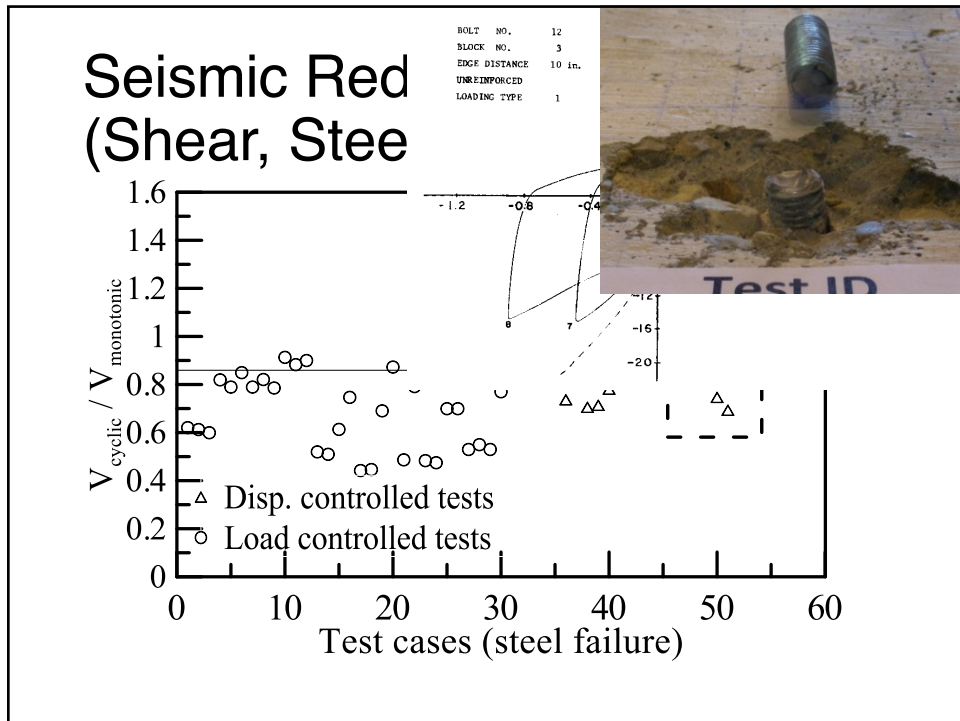 Seismic Red
(Shear, Stee
BOLT NO. 12
BLOCK NO. 3
EDGE DISTANCE 10 in.
UNREINFORCED
LOADING TYPE 1
-1.2 -0.8 -0.4
8 7
-12
-16
-20
Test ID
1.6
1.4
1.2
1
0.8
0.6
0.4
0.2
0
V cyclic / V monotonic
Disp. controlled tests
Load controlled tests
0 10 20 30 40 50 60
Test cases (steel failure)